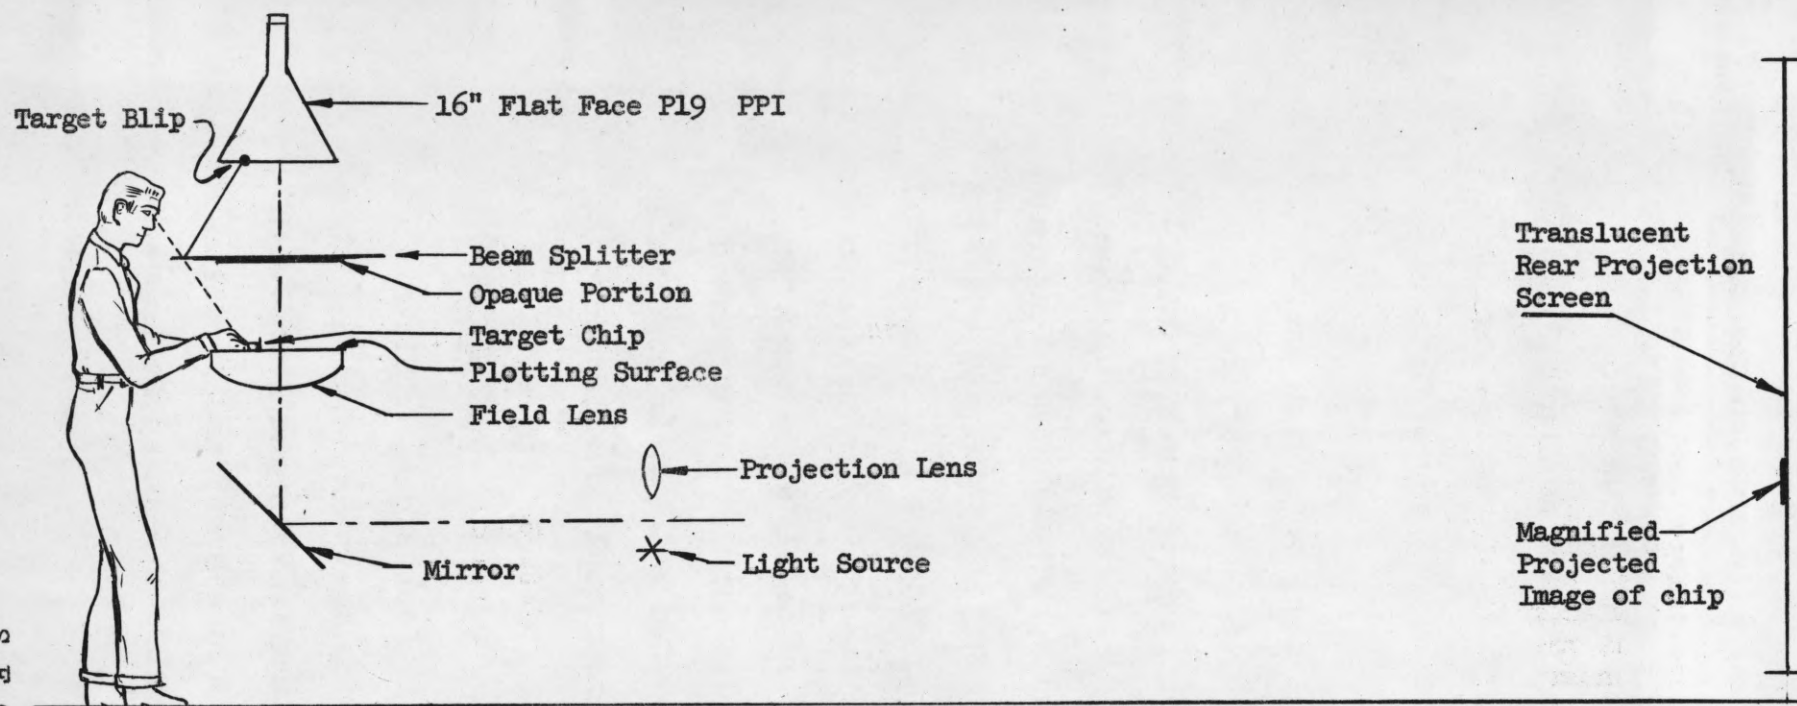 Target Blip
16" Flat Face P19 PPI
Beam Splitter
Opaque Portion
Target Chip
Plotting Surface
Field Lens
Projection Lens
Mirror
Light Source
Translucent
Rear Projection
Screen
Magnified
Projected
Image of chip